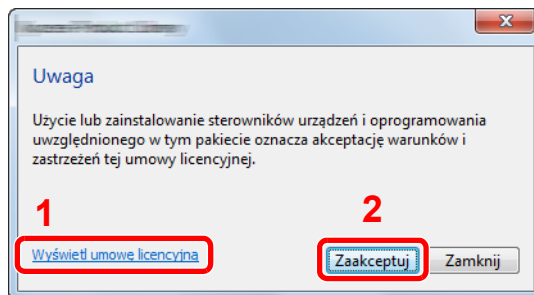 Uwaga
Użycie lub zainstalowanie sterowników urządzeń i oprogramowania
uwzględnionego w tym pakiecie oznacza akceptację warunków i
zastrzeżeń tej umowy licencyjnej.
1
2
Wyświetl umowę licencyjną
Zaakceptuj
Zamknij